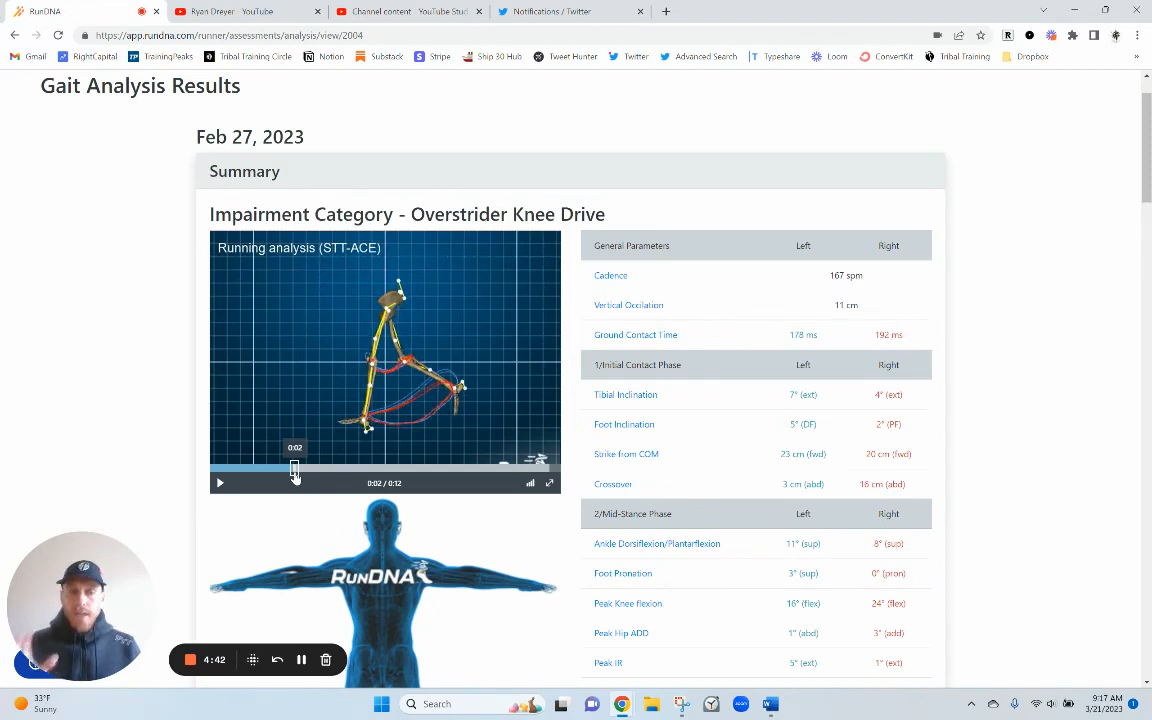 RunDNA
Ryan Dreyer - YouTube
Channel content - YouTube Stud
Notifications / Twitter
https://app.rundna.com/runner/assessments/analysis/view/2004
Gmail
RightCapital
TrainingPeaks
Tribal Training Circle
Notion
Substack
Stripe
Ship 30 Hub
Tweet Hunter
Twitter
Advanced Search
Typeshare
Loom
ConvertKit
Tribal Training
Dropbox
Gait Analysis Results
Feb 27, 2023
Summary
Impairment Category - Overstrider Knee Drive
Running analysis (STT-ACE)
0:02
0:02 / 0:12
General Parameters Left Right
Cadence 167 spm
Vertical Occilation 11 cm
Ground Contact Time 178 ms 192 ms
1/Initial Contact Phase Left Right
Tibial Inclination 7° (ext) 4° (ext)
Foot Inclination 5° (DF) 2° (PF)
Strike from COM 23 cm (fwd) 20 cm (fwd)
Crossover 3 cm (abd) 16 cm (abd)
2/Mid-Stance Phase Left Right
Ankle Dorsiflexion/Plantarflexion 11° (sup) 8° (sup)
Foot Pronation 3° (sup) 0° (pron)
Peak Knee flexion 16° (flex) 24° (flex)
Peak Hip ADD 1° (abd) 3° (add)
Peak IR 5° (ext) 1° (ext)
RUNDNA
4:42
33°F
Sunny
Search
9:17 AM
3/21/2023